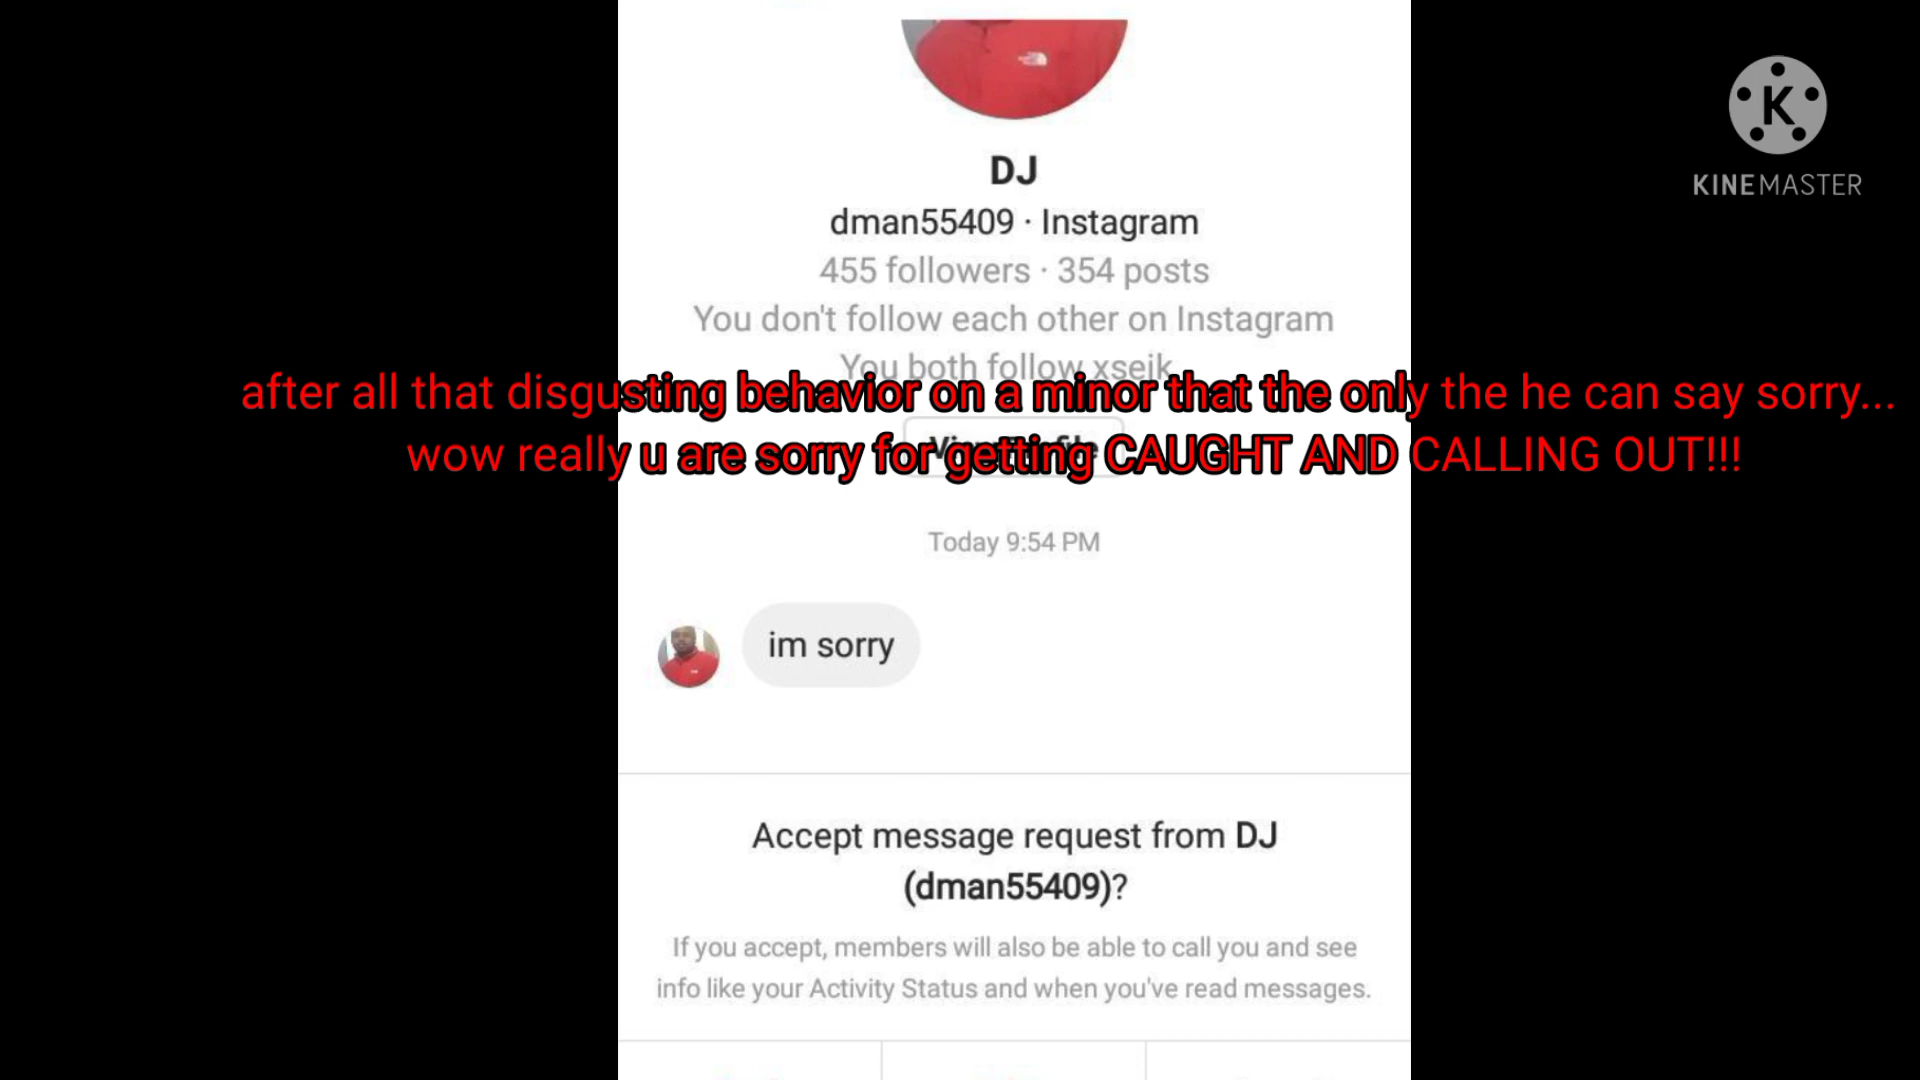 KINEMASTER
DJ
dman55409 · Instagram
455 followers · 354 posts
You don't follow each other on Instagram
You both follow xseik
after all that disgusting behavior on a minor that the only the he can say sorry...
wow really u are sorry for getting CAUGHT AND CALLING OUT!!!
Today 9:54 PM
im sorry
Accept message request from DJ
(dman55409)?
If you accept, members will also be able to call you and see
info like your Activity Status and when you've read messages.